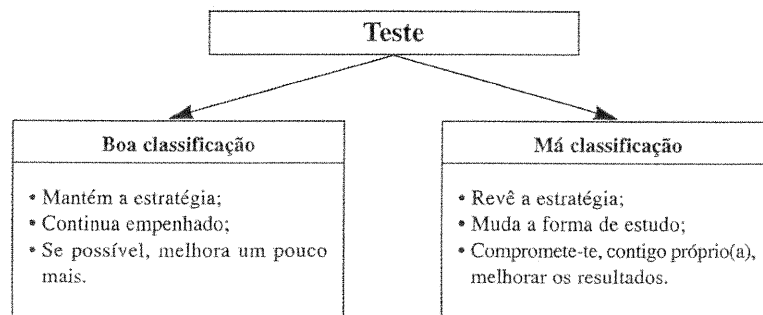 Teste
Boa classificação
• Mantém a estratégia;
• Continua empenhado;
• Se possível, melhora um pouco
mais.
Má classificação
• Revê a estratégia;
• Muda a forma de estudo;
• Compromete-te, contigo próprio(a),
melhorar os resultados.